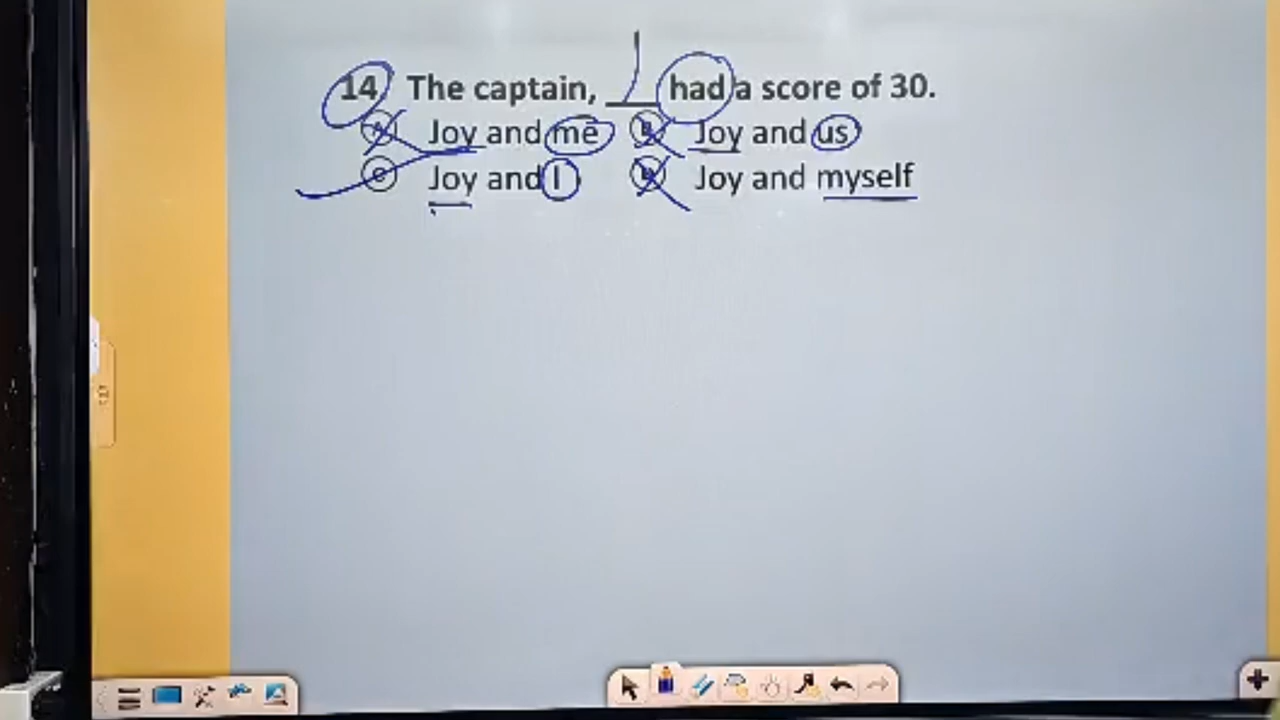 14 The captain, ___ had a score of 30.
A Joy and me B Joy and us
C Joy and I D Joy and myself